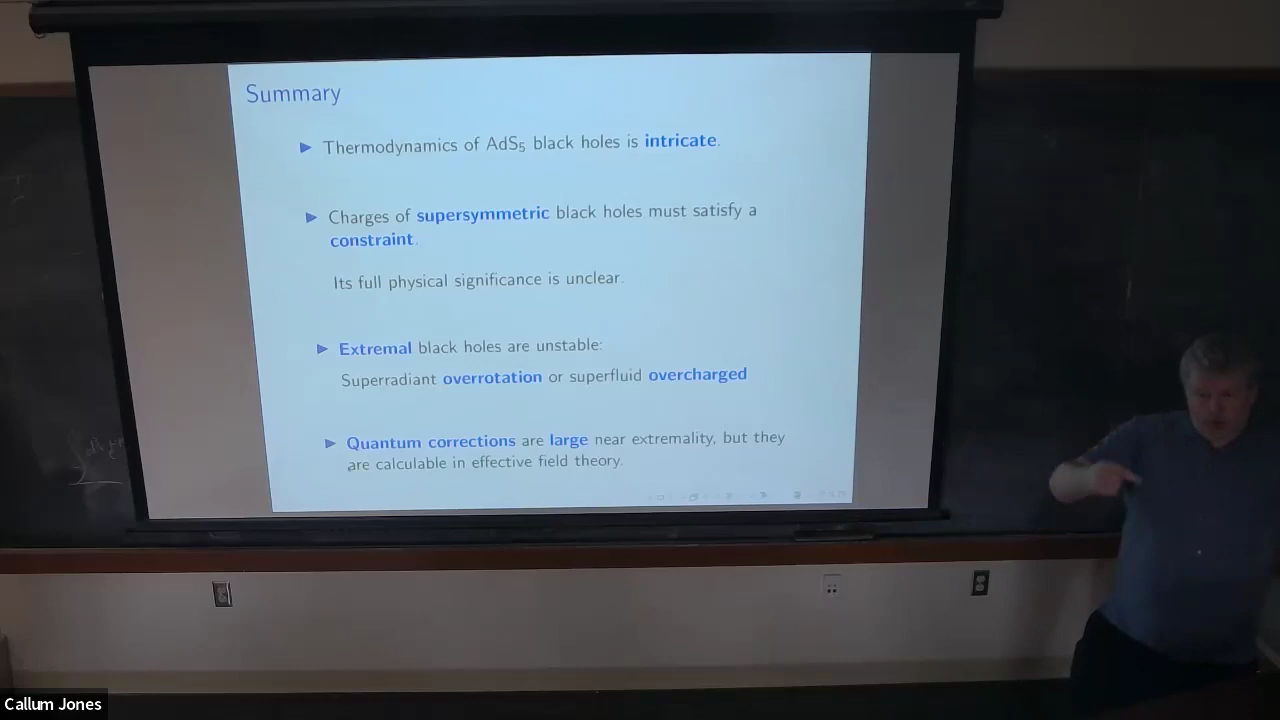 Summary
▶ Thermodynamics of AdS₅ black holes is intricate.
▶ Charges of supersymmetric black holes must satisfy a
constraint.
Its full physical significance is unclear.
▶ Extremal black holes are unstable:
Superradiant overrotation or superfluid overcharged
▶ Quantum corrections are large near extremality, but they
are calculable in effective field theory.
Callum Jones